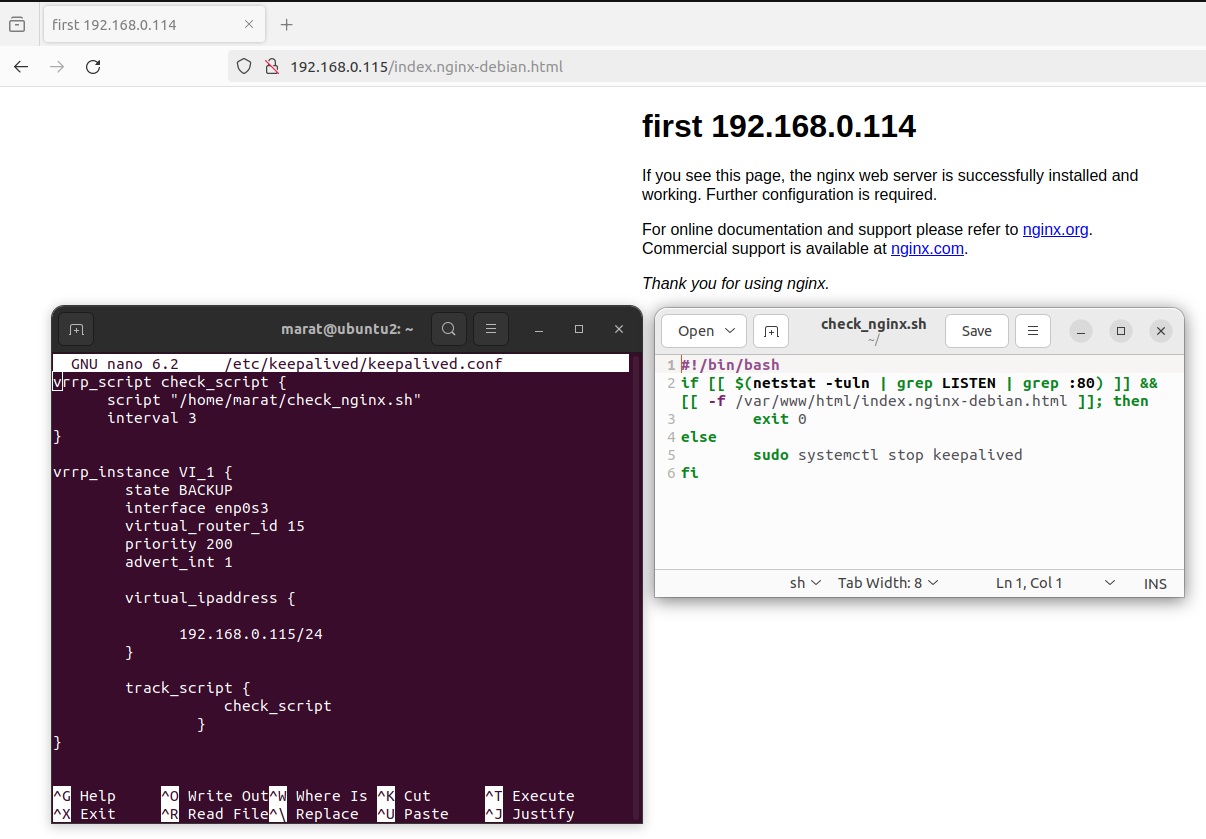 first 192.168.0.114
192.168.0.115/index.nginx-debian.html
first 192.168.0.114
If you see this page, the nginx web server is successfully installed and
working. Further configuration is required.
For online documentation and support please refer to nginx.org.
Commercial support is available at nginx.com.
Thank you for using nginx.
marat@ubuntu2: ~
GNU nano 6.2 /etc/keepalived/keepalived.conf
vrrp_script check_script {
script "/home/marat/check_nginx.sh"
interval 3
}
vrrp_instance VI_1 {
state BACKUP
interface enp0s3
virtual_router_id 15
priority 200
advert_int 1
virtual_ipaddress {
192.168.0.115/24
}
track_script {
check_script
}
}
^G Help ^O Write Out ^W Where Is ^K Cut ^T Execute
^X Exit ^R Read File ^\ Replace ^U Paste ^J Justify
Open check_nginx.sh Save
~/
1 #!/bin/bash
2 if [[ $(netstat -tuln | grep LISTEN | grep :80) ]] &&
[[ -f /var/www/html/index.nginx-debian.html ]]; then
3 exit 0
4 else
5 sudo systemctl stop keepalived
6 fi
sh Tab Width: 8 Ln 1, Col 1 INS